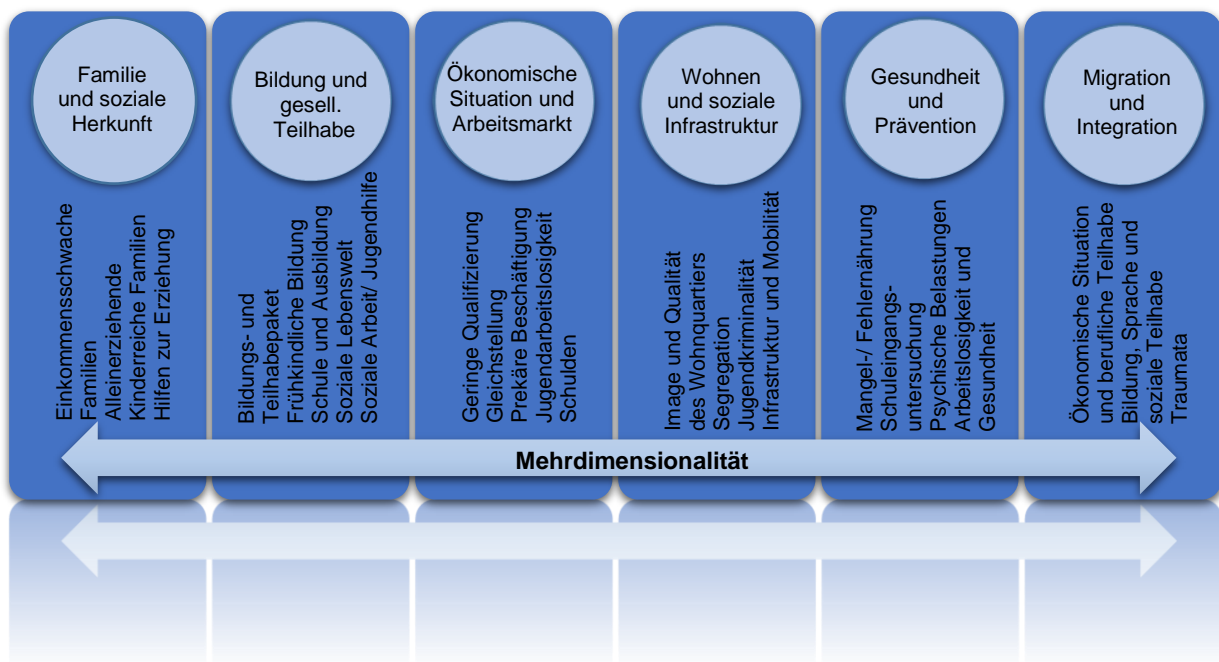 Familie
und soziale
Herkunft
Einkommensschwache
Familien
Alleinerziehende
Kinderreiche Familien
Hilfen zur Erziehung
Bildung und
gesell.
Teilhabe
Bildungs- und
Teilhabepaket
Frühkindliche Bildung
Schule und Ausbildung
Soziale Lebenswelt
Soziale Arbeit/ Jugendhilfe
Ökonomische
Situation und
Arbeitsmarkt
Geringe Qualifizierung
Gleichstellung
Prekäre Beschäftigung
Jugendarbeitslosigkeit
Schulden
Wohnen
und soziale
Infrastruktur
Image und Qualität
des Wohnquartiers
Segregation
Jugendkriminalität
Infrastruktur und Mobilität
Gesundheit
und
Prävention
Mangel-/ Fehlernährung
Schuleingangs-
untersuchung
Psychische Belastungen
Arbeitslosigkeit und
Gesundheit
Migration
und
Integration
Ökonomische Situation
und berufliche Teilhabe
Bildung, Sprache und
soziale Teilhabe
Traumata
Mehrdimensionalität